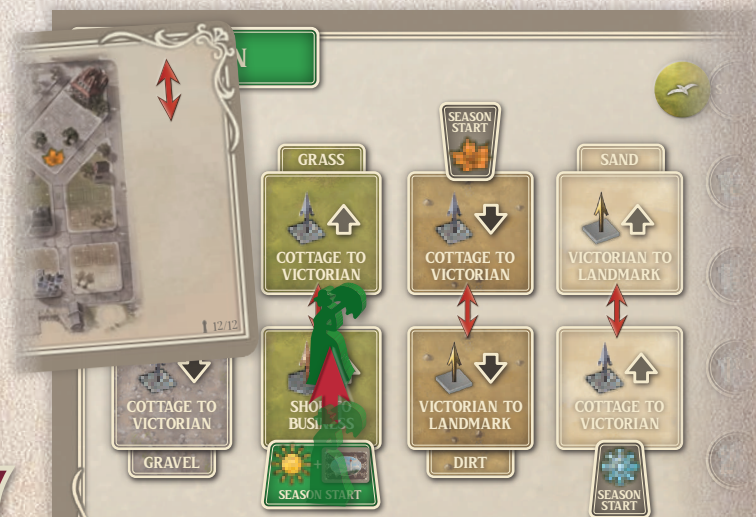 N
SEASON
START
GRASS
SAND
COTTAGE TO
VICTORIAN
COTTAGE TO
VICTORIAN
VICTORIAN TO
LANDMARK
12/12
COTTAGE TO
VICTORIAN
VICTORIAN TO
LANDMARK
COTTAGE TO
VICTORIAN
GRAVEL
DIRT
SEASON START
SEASON
START